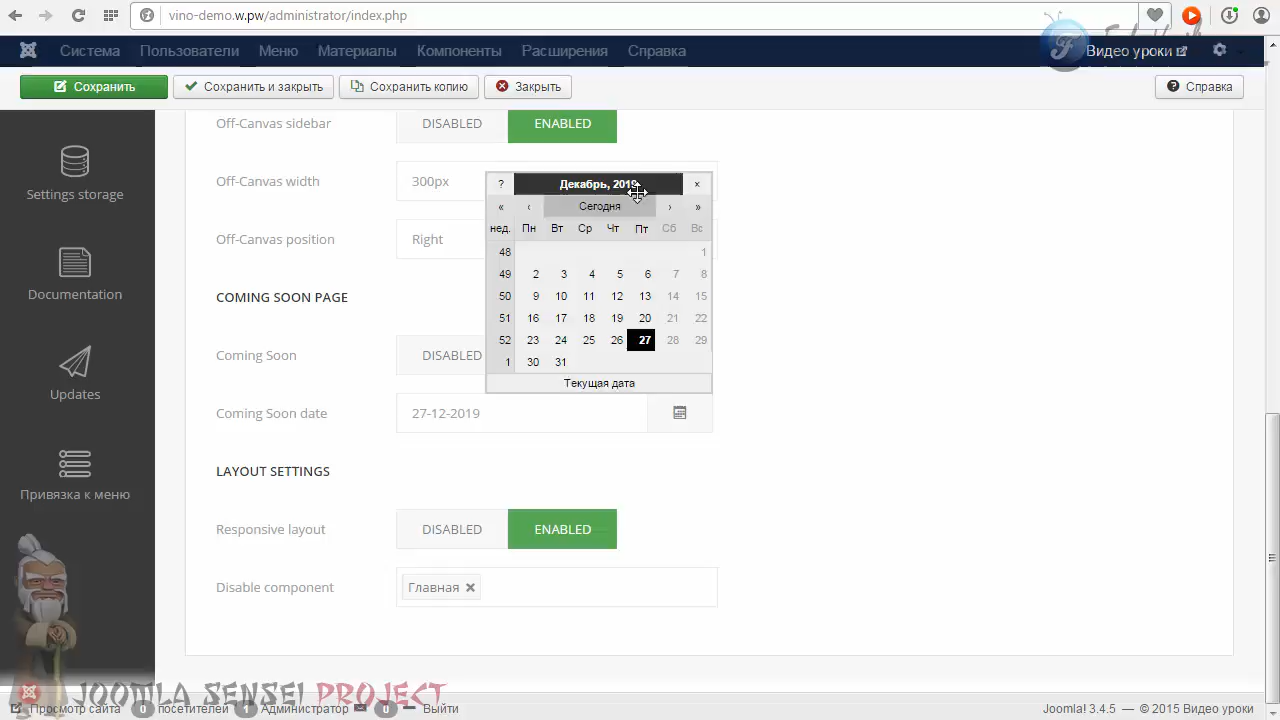 vino-demo.w.pw/administrator/index.php
Система Пользователи Меню Материалы Компоненты Расширения Справка Видео уроки
Сохранить Сохранить и закрыть Сохранить копию Закрыть Справка
Settings storage
Documentation
Updates
Привязка к меню
Off-Canvas sidebar DISABLED ENABLED
Off-Canvas width 300px
Off-Canvas position Right
COMING SOON PAGE
Coming Soon DISABLED
Coming Soon date 27-12-2019
? Декабрь, 2019 ×
« ‹ Сегодня › »
нед. Пн Вт Ср Чт Пт Сб Вс
48 1
49 2 3 4 5 6 7 8
50 9 10 11 12 13 14 15
51 16 17 18 19 20 21 22
52 23 24 25 26 27 28 29
1 30 31
Текущая дата
LAYOUT SETTINGS
Responsive layout DISABLED ENABLED
Disable component Главная
JOOMLA SENSEI PROJECT
Просмотр сайта 0 посетителей 1 Администратор 0 Выйти
Joomla! 3.4.5 — © 2015 Видео уроки